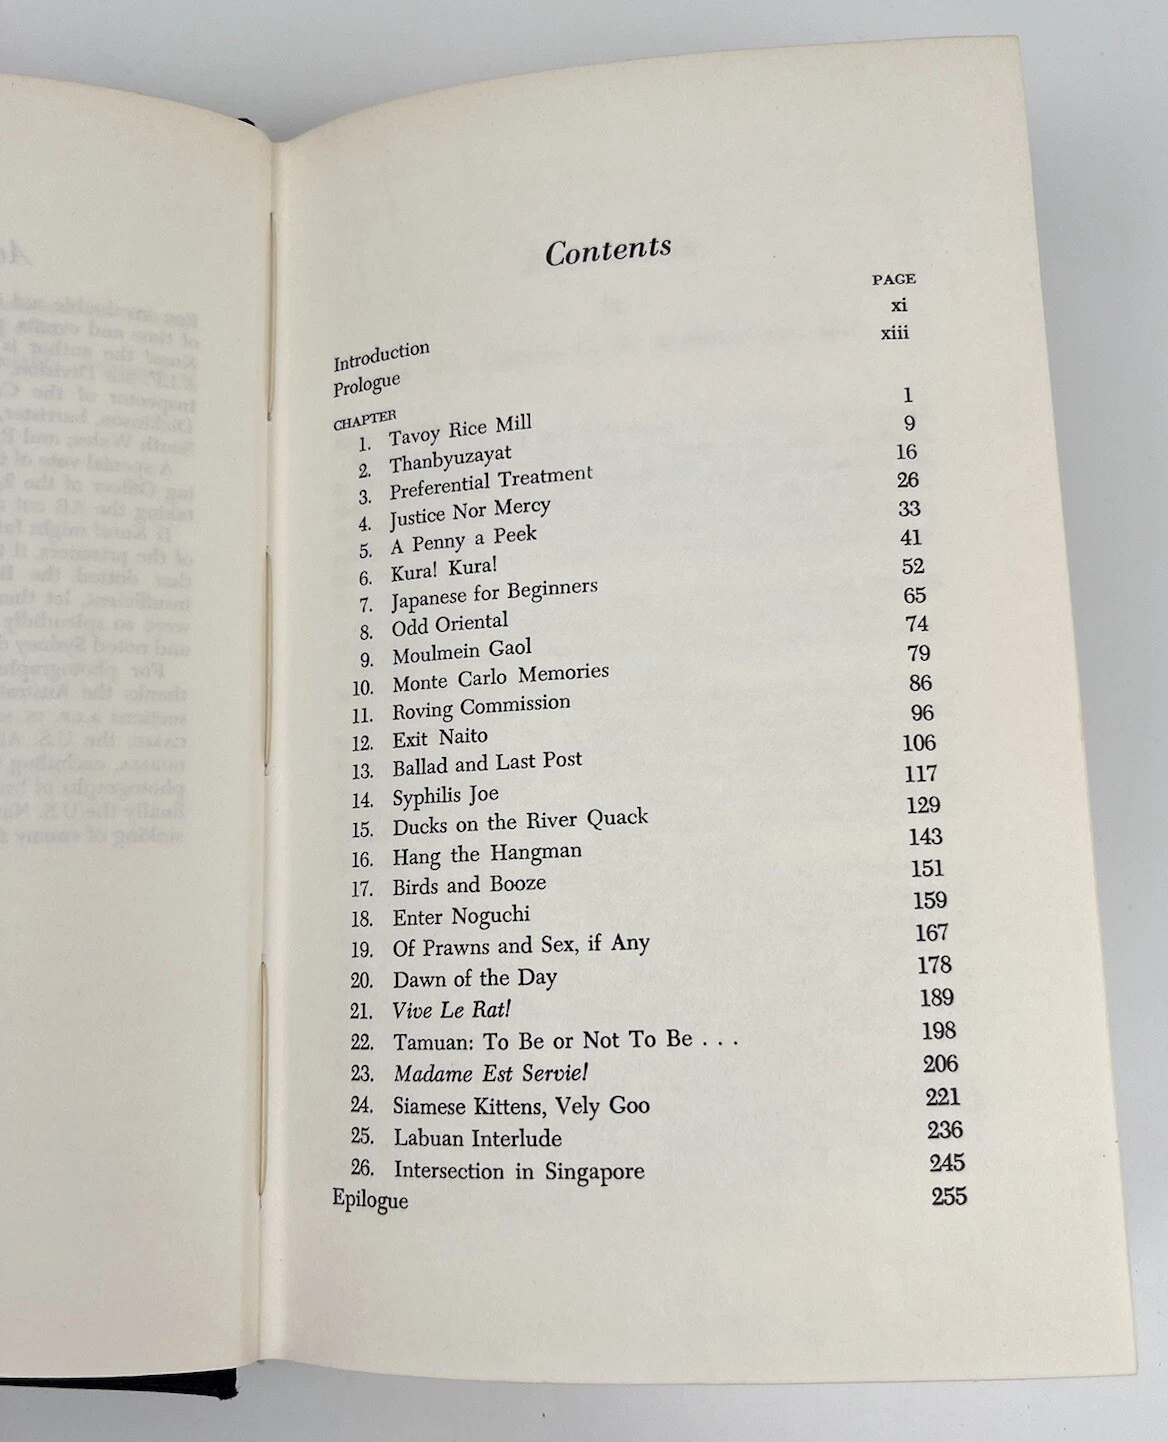 Contents
PAGE
Introduction xi
Prologue xiii
CHAPTER
1. Tavoy Rice Mill 1
2. Thanbyuzayat 9
3. Preferential Treatment 16
4. Justice Nor Mercy 26
5. A Penny a Peek 33
6. Kura! Kura! 41
7. Japanese for Beginners 52
8. Odd Oriental 65
9. Moulmein Gaol 74
10. Monte Carlo Memories 79
11. Roving Commission 86
12. Exit Naito 96
13. Ballad and Last Post 106
14. Syphilis Joe 117
15. Ducks on the River Quack 129
16. Hang the Hangman 143
17. Birds and Booze 151
18. Enter Noguchi 159
19. Of Prawns and Sex, if Any 167
20. Dawn of the Day 178
21. Vive Le Rat! 189
22. Tamuan: To Be or Not To Be . . . 198
23. Madame Est Servie! 206
24. Siamese Kittens, Vely Goo 221
25. Labuan Interlude 236
26. Intersection in Singapore 245
Epilogue 255